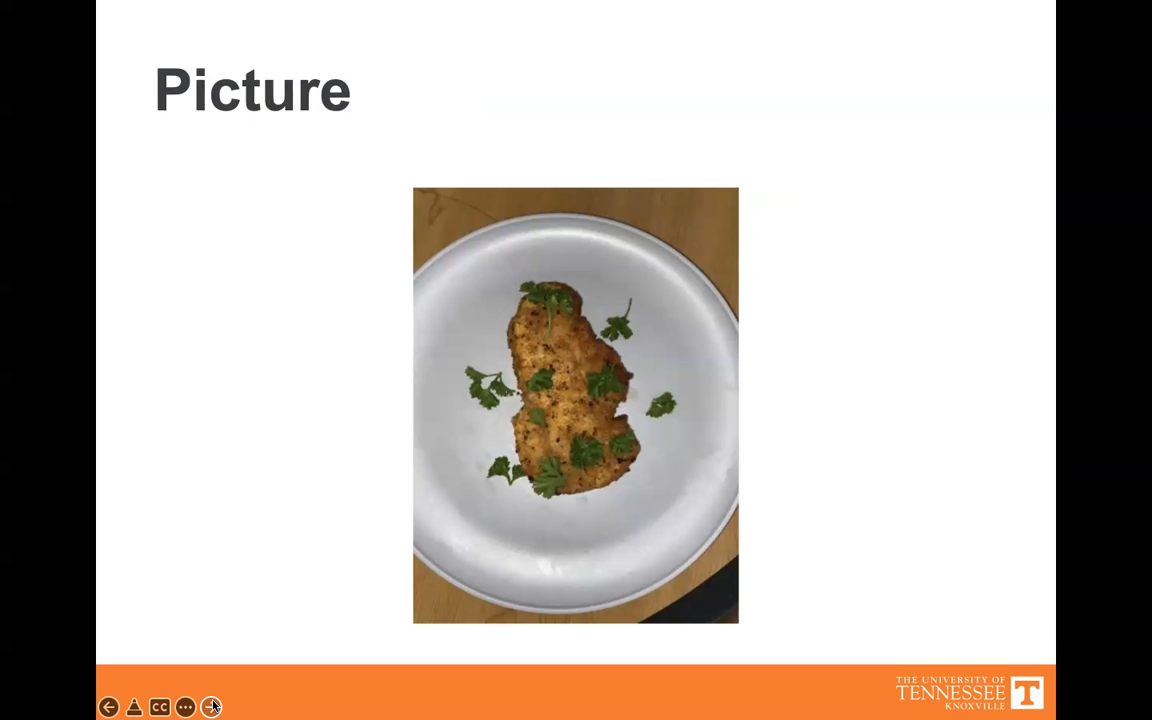 Picture
THE UNIVERSITY OF
TENNESSEE
KNOXVILLE
T
CC